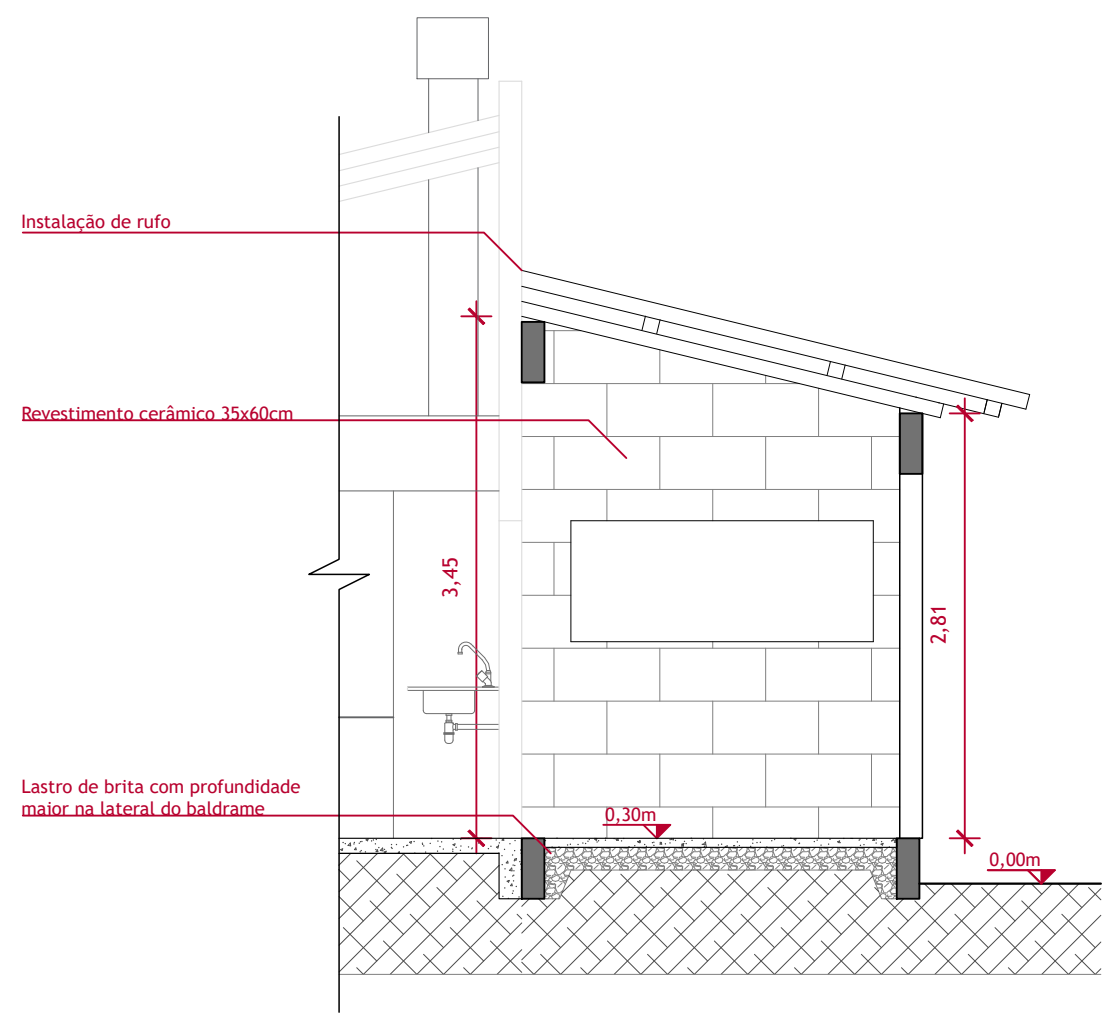 Instalação de rufo
Revestimento cerâmico 35x60cm
3,45
2,81
Lastro de brita com profundidade
maior na lateral do baldrame
0,30m
0,00m